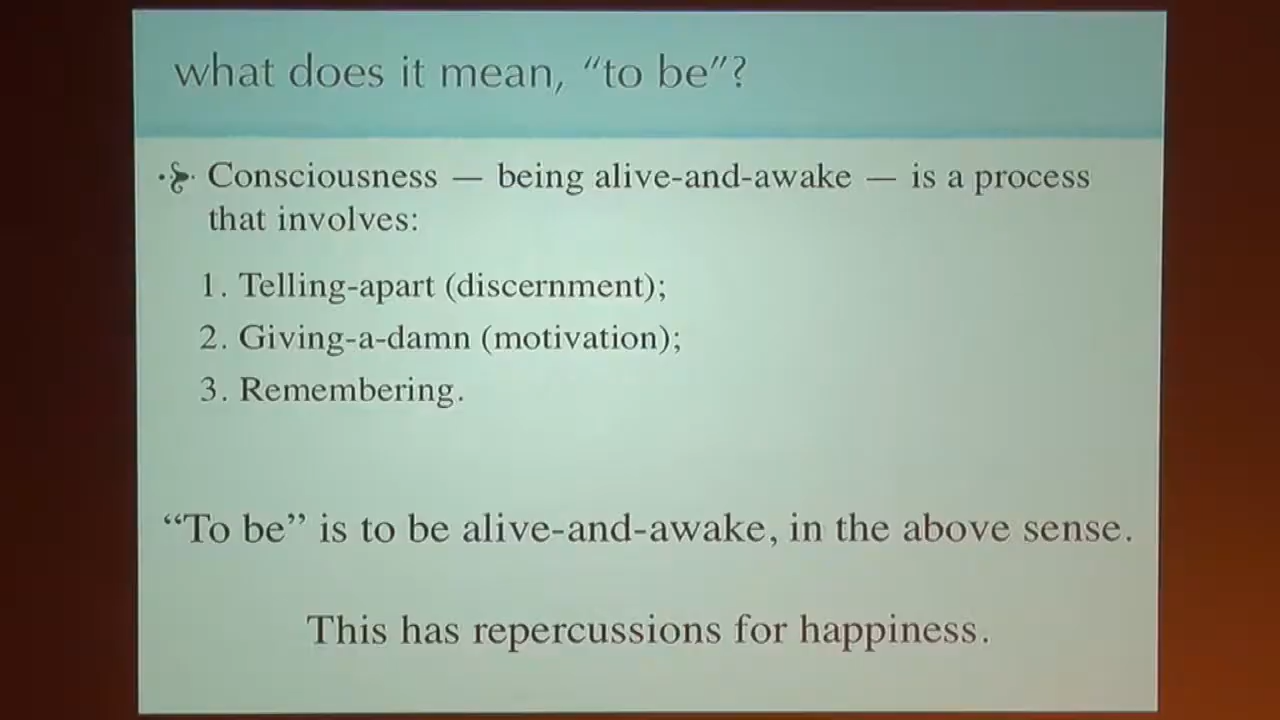 what does it mean, “to be”?
Consciousness — being alive-and-awake — is a process
that involves:
1. Telling-apart (discernment);
2. Giving-a-damn (motivation);
3. Remembering.
“To be” is to be alive-and-awake, in the above sense.
This has repercussions for happiness.